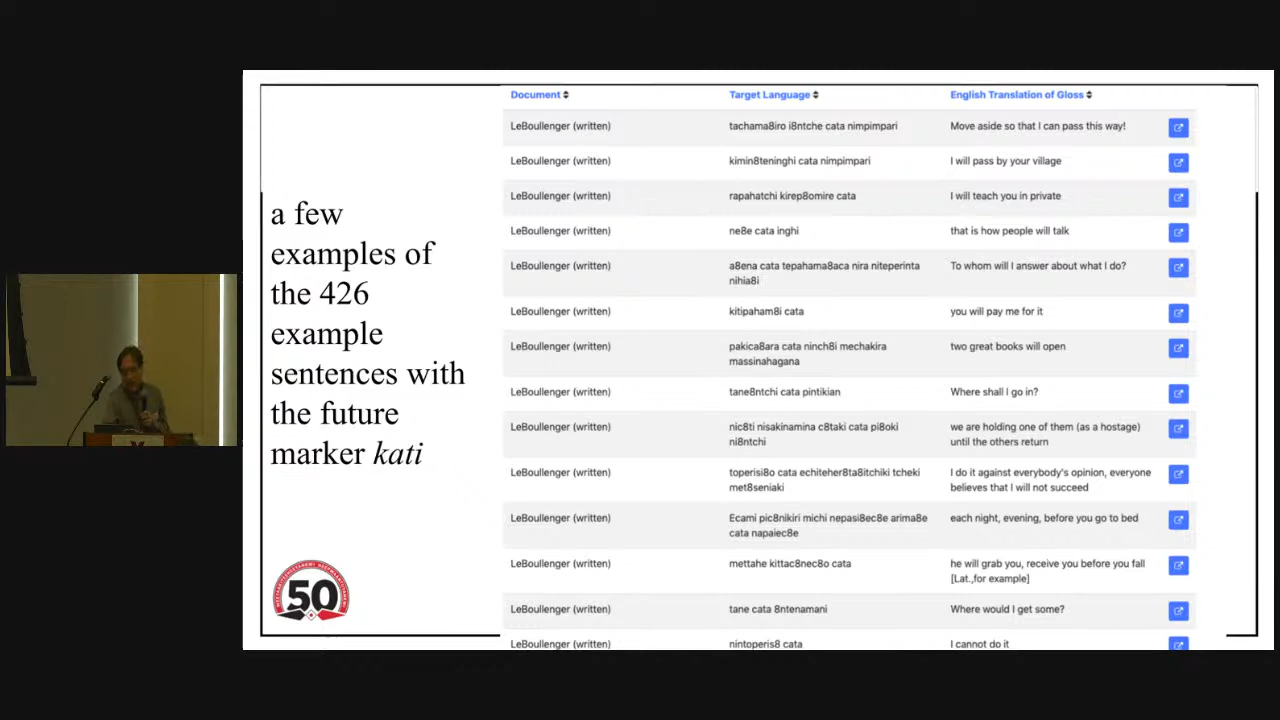 a few
examples of
the 426
example
sentences with
the future
marker kati
50
Document
Target Language
English Translation of Gloss
LeBoullenger (written)
tachama8iro i8ntche cata nimpimpari
Move aside so that I can pass this way!
LeBoullenger (written)
kimin8teninghi cata nimpimpari
I will pass by your village
LeBoullenger (written)
rapahatchi kirep8omire cata
I will teach you in private
LeBoullenger (written)
ne8e cata inghi
that is how people will talk
LeBoullenger (written)
a8ena cata tepahama8aca nira niteperinta
nihia8i
To whom will I answer about what I do?
LeBoullenger (written)
kitipaham8i cata
you will pay me for it
LeBoullenger (written)
pakica8ara cata ninch8i mechakira
massinahagana
two great books will open
LeBoullenger (written)
tane8ntchi cata pintikian
Where shall I go in?
LeBoullenger (written)
nic8ti nisakinamina c8taki cata pi8oki
ni8ntchi
we are holding one of them (as a hostage)
until the others return
LeBoullenger (written)
toperisi8o cata echiteher8ta8itchiki tcheki
met8seniaki
I do it against everybody's opinion, everyone
believes that I will not succeed
LeBoullenger (written)
Ecami pic8nikiri michi nepasi8ec8e arima8e
cata napaiec8e
each night, evening, before you go to bed
LeBoullenger (written)
mettahe kittac8nec8o cata
he will grab you, receive you before you fall
[Lat.,for example]
LeBoullenger (written)
tane cata 8ntenamani
Where would I get some?
LeBoullenger (written)
nintoperis8 cata
I cannot do it